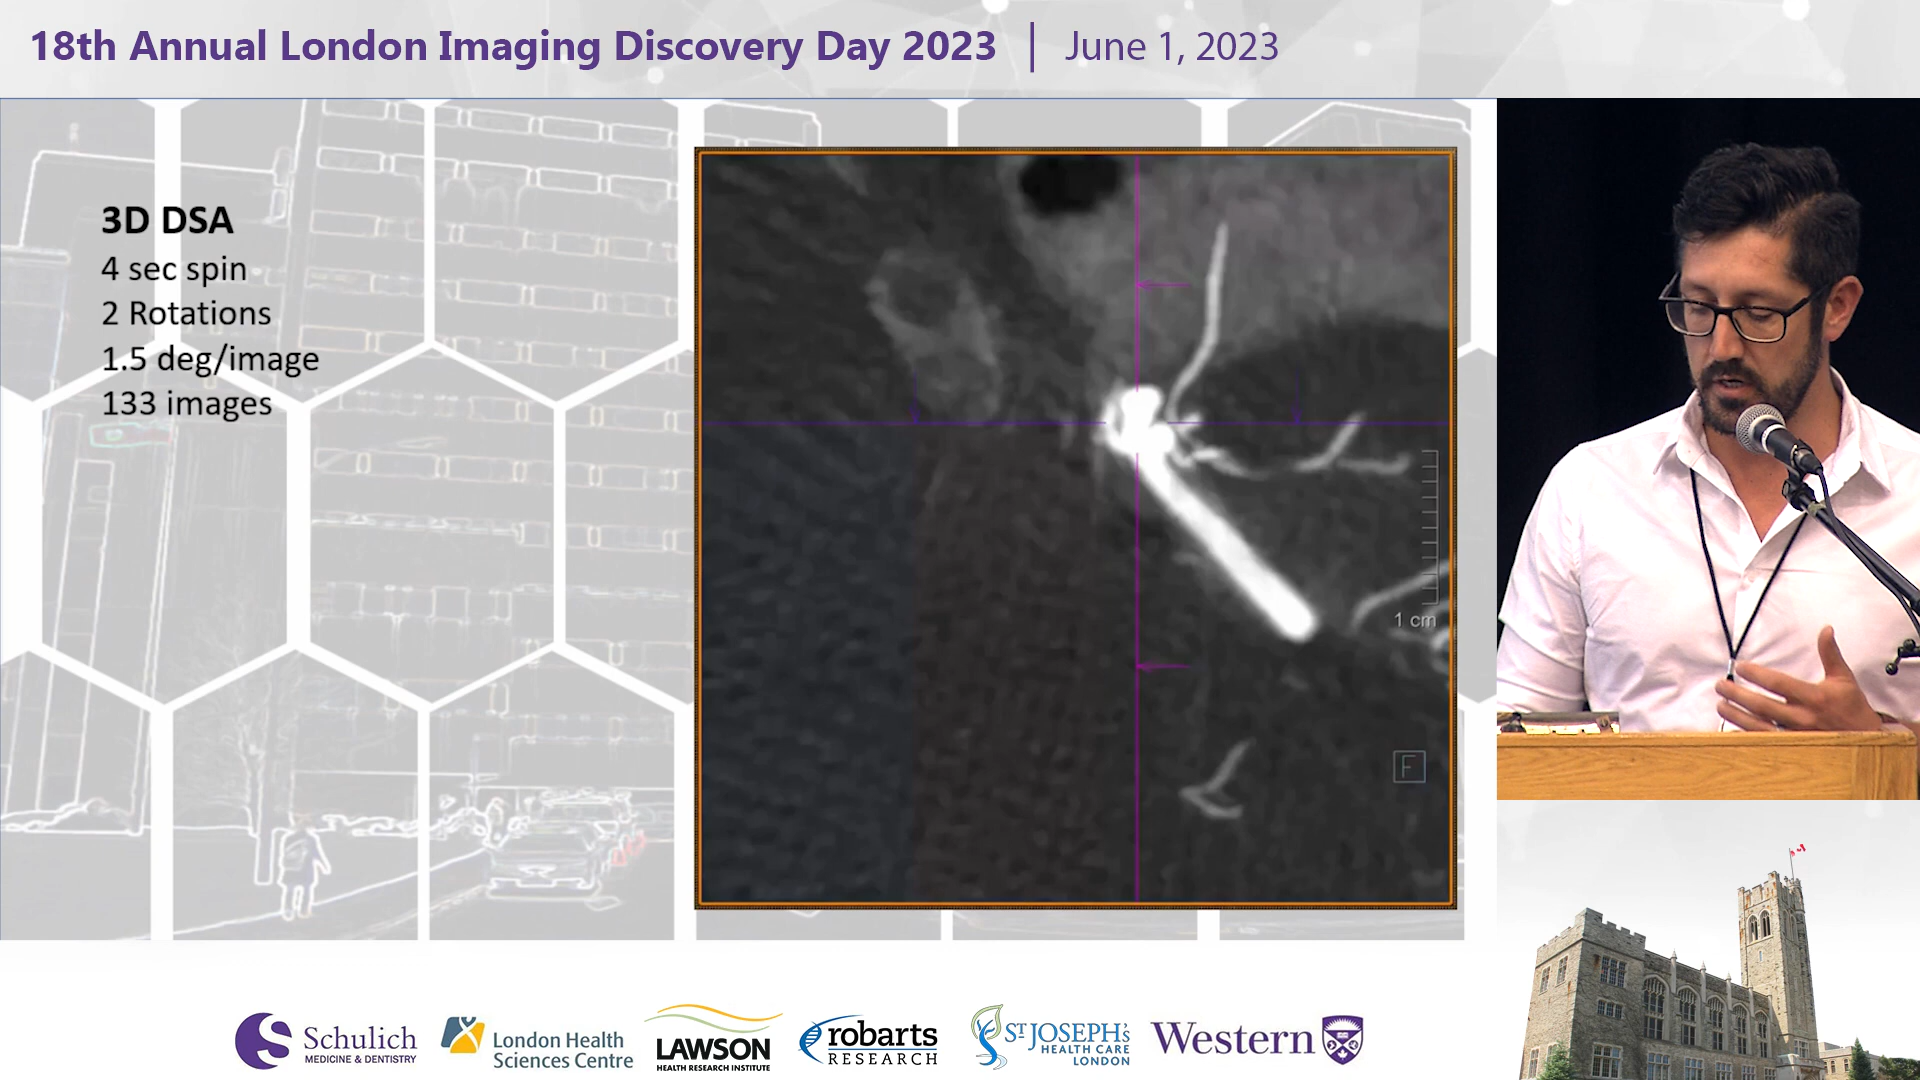 18th Annual London Imaging Discovery Day 2023 | June 1, 2023
3D DSA
4 sec spin
2 Rotations
1.5 deg/image
133 images
1 cm
F
Schulich
MEDICINE & DENTISTRY
London Health
Sciences Centre
LAWSON
HEALTH RESEARCH INSTITUTE
robarts
RESEARCH
ST JOSEPH'S
HEALTH CARE
LONDON
Western